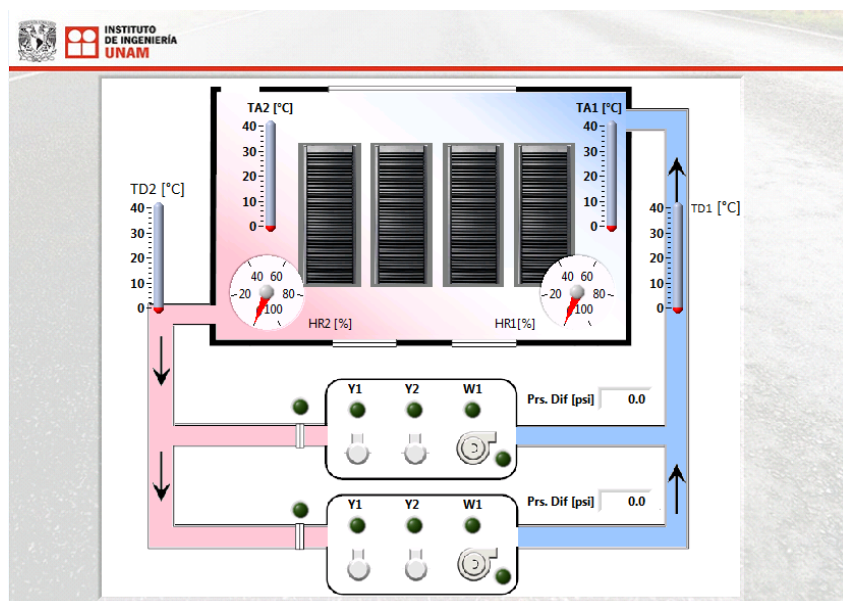 INSTITUTO
DE INGENIERÍA
UNAM
TA2 [°C]
40
30
20
10
0
TA1 [°C]
40
30
20
10
0
TD2 [°C]
40
30
20
10
0
TD1 [°C]
40
30
20
10
0
40 60
20 80
0 100
HR2 [%]
40 60
20 80
0 100
HR1[%]
Y1 Y2 W1
Prs. Dif [psi] 0.0
Y1 Y2 W1
Prs. Dif [psi] 0.0